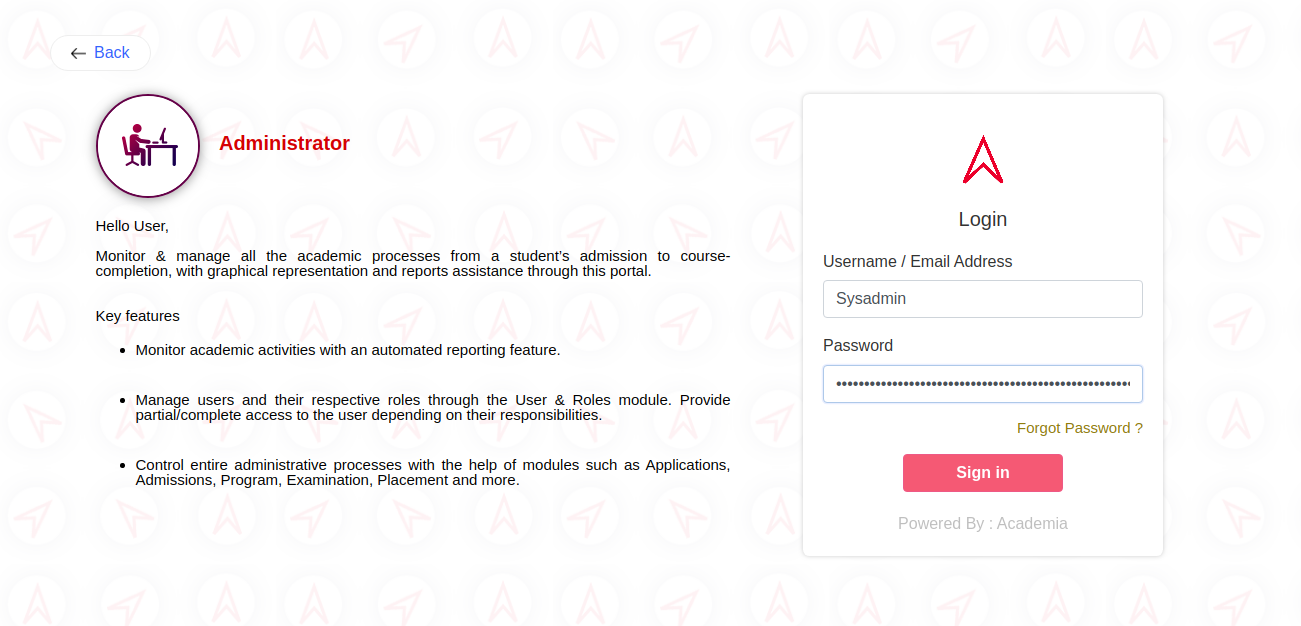 Back
Administrator
Hello User,
Monitor & manage all the academic processes from a student’s admission to course-
completion, with graphical representation and reports assistance through this portal.
Key features
Monitor academic activities with an automated reporting feature.
Manage users and their respective roles through the User & Roles module. Provide
partial/complete access to the user depending on their responsibilities.
Control entire administrative processes with the help of modules such as Applications,
Admissions, Program, Examination, Placement and more.
Login
Username / Email Address
Sysadmin
Password
Forgot Password ?
Sign in
Powered By : Academia